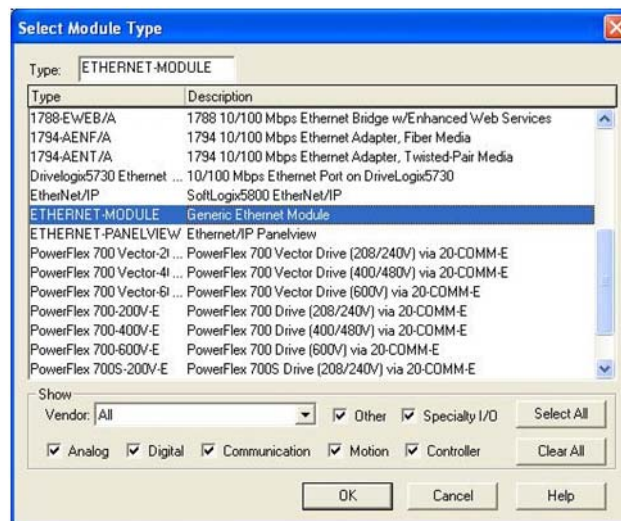 Select Module Type
Type: ETHERNET-MODULE
Type Description
1788-EWEB/A 1788 10/100 Mbps Ethernet Bridge w/Enhanced Web Services
1794-AENF/A 1794 10/100 Mbps Ethernet Adapter, Fiber Media
1794-AENT/A 1794 10/100 Mbps Ethernet Adapter, Twisted-Pair Media
Drivelogix5730 Ethernet ... 10/100 Mbps Ethernet Port on DriveLogix5730
EtherNet/IP SoftLogix5800 EtherNet/IP
ETHERNET-MODULE Generic Ethernet Module
ETHERNET-PANELVIEW Ethernet/IP Panelview
PowerFlex 700 Vector-2( ... PowerFlex 700 Vector Drive (208/240V) via 20-COMM-E
PowerFlex 700 Vector-4( ... PowerFlex 700 Vector Drive (400/480V) via 20-COMM-E
PowerFlex 700 Vector-6( ... PowerFlex 700 Vector Drive (600V) via 20-COMM-E
PowerFlex 700-200V-E PowerFlex 700 Drive (208/240V) via 20-COMM-E
PowerFlex 700-400V-E PowerFlex 700 Drive (400/480V) via 20-COMM-E
PowerFlex 700-600V-E PowerFlex 700 Drive (600V) via 20-COMM-E
PowerFlex 700S-200V-E PowerFlex 700S Drive (208/240V) via 20-COMM-E
Show
Vendor: All Other Specialty I/O Select All
Analog Digital Communication Motion Controller Clear All
OK Cancel Help